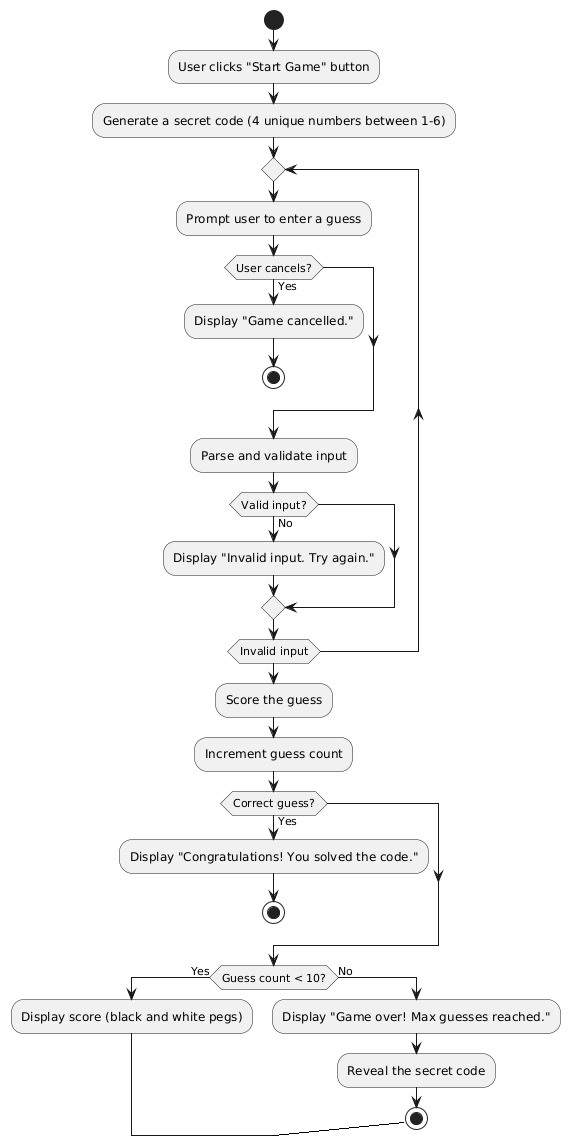 User clicks "Start Game" button
Generate a secret code (4 unique numbers between 1-6)
Prompt user to enter a guess
User cancels?
Yes
Display "Game cancelled."
Parse and validate input
Valid input?
No
Display "Invalid input. Try again."
Invalid input
Score the guess
Increment guess count
Correct guess?
Yes
Display "Congratulations! You solved the code."
Yes
Guess count < 10?
No
Display score (black and white pegs)
Display "Game over! Max guesses reached."
Reveal the secret code